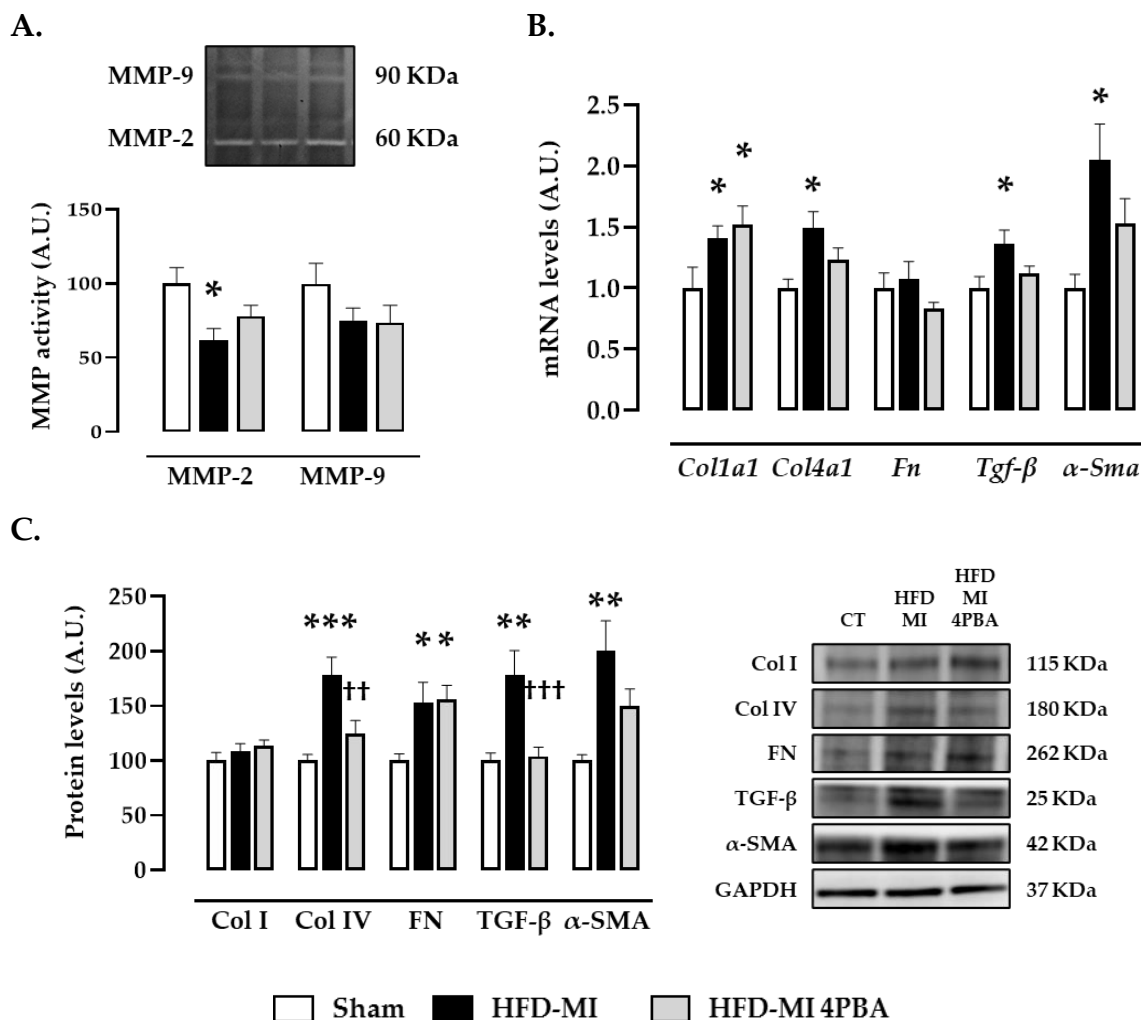 A.
MMP-9 90 KDa
MMP-2 60 KDa
MMP activity (A.U.)
150
100
50
0
*
MMP-2 MMP-9
B.
mRNA levels (A.U.)
2.5
2.0
1.5
1.0
0.5
0.0
* * * * *
Col1a1 Col4a1 Fn Tgf-β α-Sma
C.
Protein levels (A.U.)
250
200
150
100
50
0
*** ** ** **
†† †††
Col I Col IV FN TGF-β α-SMA
CT
HFD
MI
HFD
MI
4PBA
Col I 115 KDa
Col IV 180 KDa
FN 262 KDa
TGF-β 25 KDa
α-SMA 42 KDa
GAPDH 37 KDa
Sham HFD-MI HFD-MI 4PBA